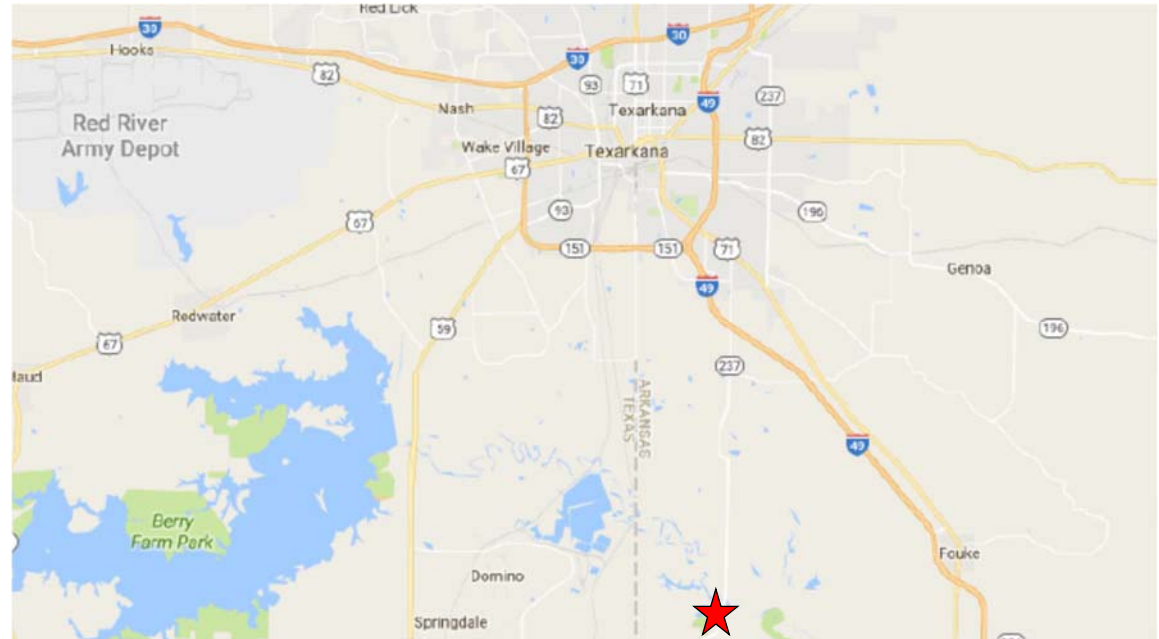 Red Lick
30
30
Hooks
30
82
93
71
237
Nash
Texarkana
49
Red River
Army Depot
82
82
Wake Village
Texarkana
67
67
93
196
151
151
71
Genoa
49
Redwater
59
196
67
237
ARKANSAS
TEXAS
49
Berry
Farm Park
Fouke
Domino
Springdale